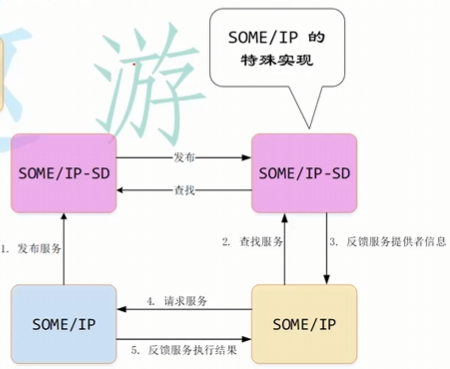 SOME/IP 的
特殊实现
游
SOME/IP-SD
发布
查找
SOME/IP-SD
1. 发布服务
2. 查找服务
3. 反馈服务提供者信息
SOME/IP
4. 请求服务
5. 反馈服务执行结果
SOME/IP